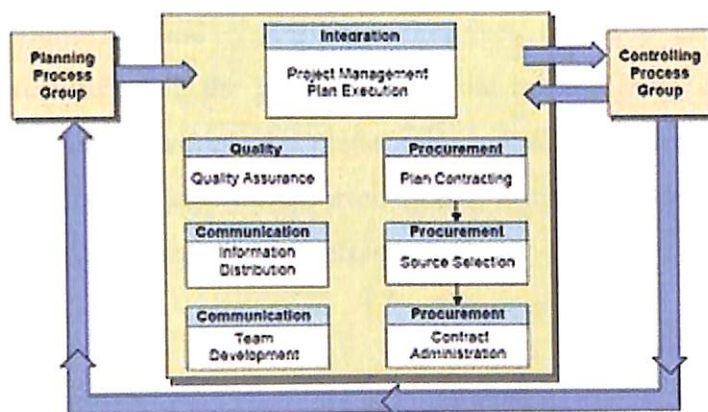 Planning
Process
Group
Integration
Project Management
Plan Execution
Controlling
Process
Group
Quality
Quality Assurance
Procurement
Plan Contracting
Communication
Information
Distribution
Procurement
Source Selection
Communication
Team
Development
Procurement
Contract
Administration